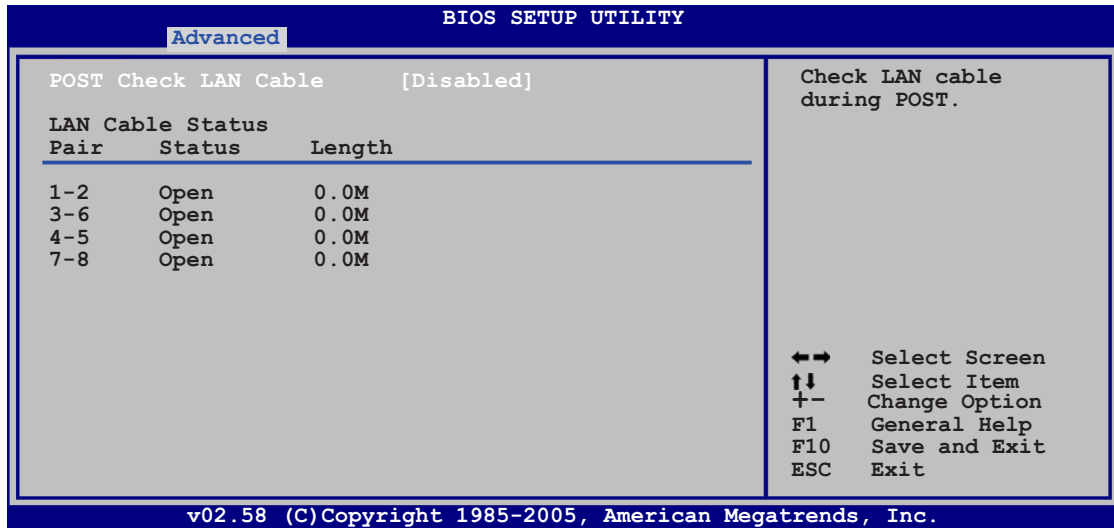 BIOS SETUP UTILITY
Advanced
POST Check LAN Cable [Disabled]
LAN Cable Status
Pair Status Length
1-2 Open 0.0M
3-6 Open 0.0M
4-5 Open 0.0M
7-8 Open 0.0M
Check LAN cable
during POST.
←→ Select Screen
↑↓ Select Item
+- Change Option
F1 General Help
F10 Save and Exit
ESC Exit
v02.58 (C)Copyright 1985-2005, American Megatrends, Inc.